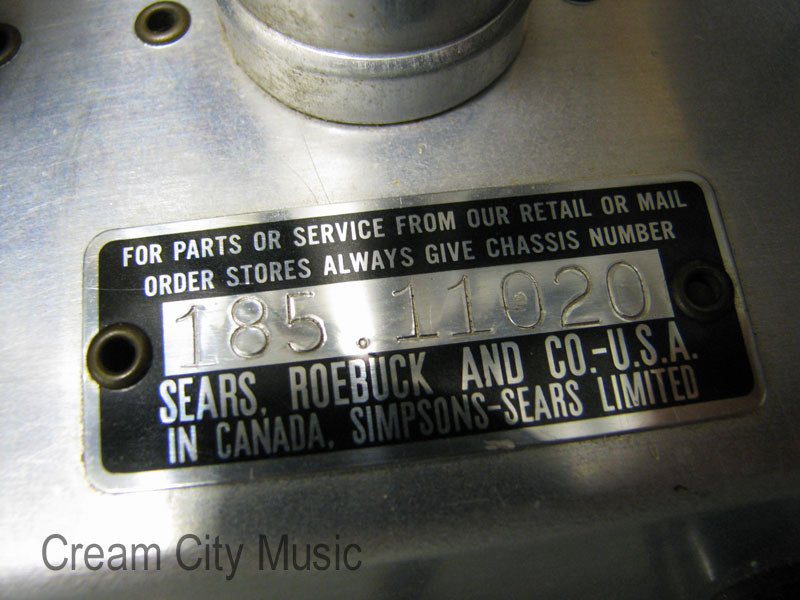 FOR PARTS OR SERVICE FROM OUR RETAIL OR MAIL
ORDER STORES ALWAYS GIVE CHASSIS NUMBER
185.11020
SEARS, ROEBUCK AND CO.-U.S.A.
IN CANADA, SIMPSONS-SEARS LIMITED
Cream City Music